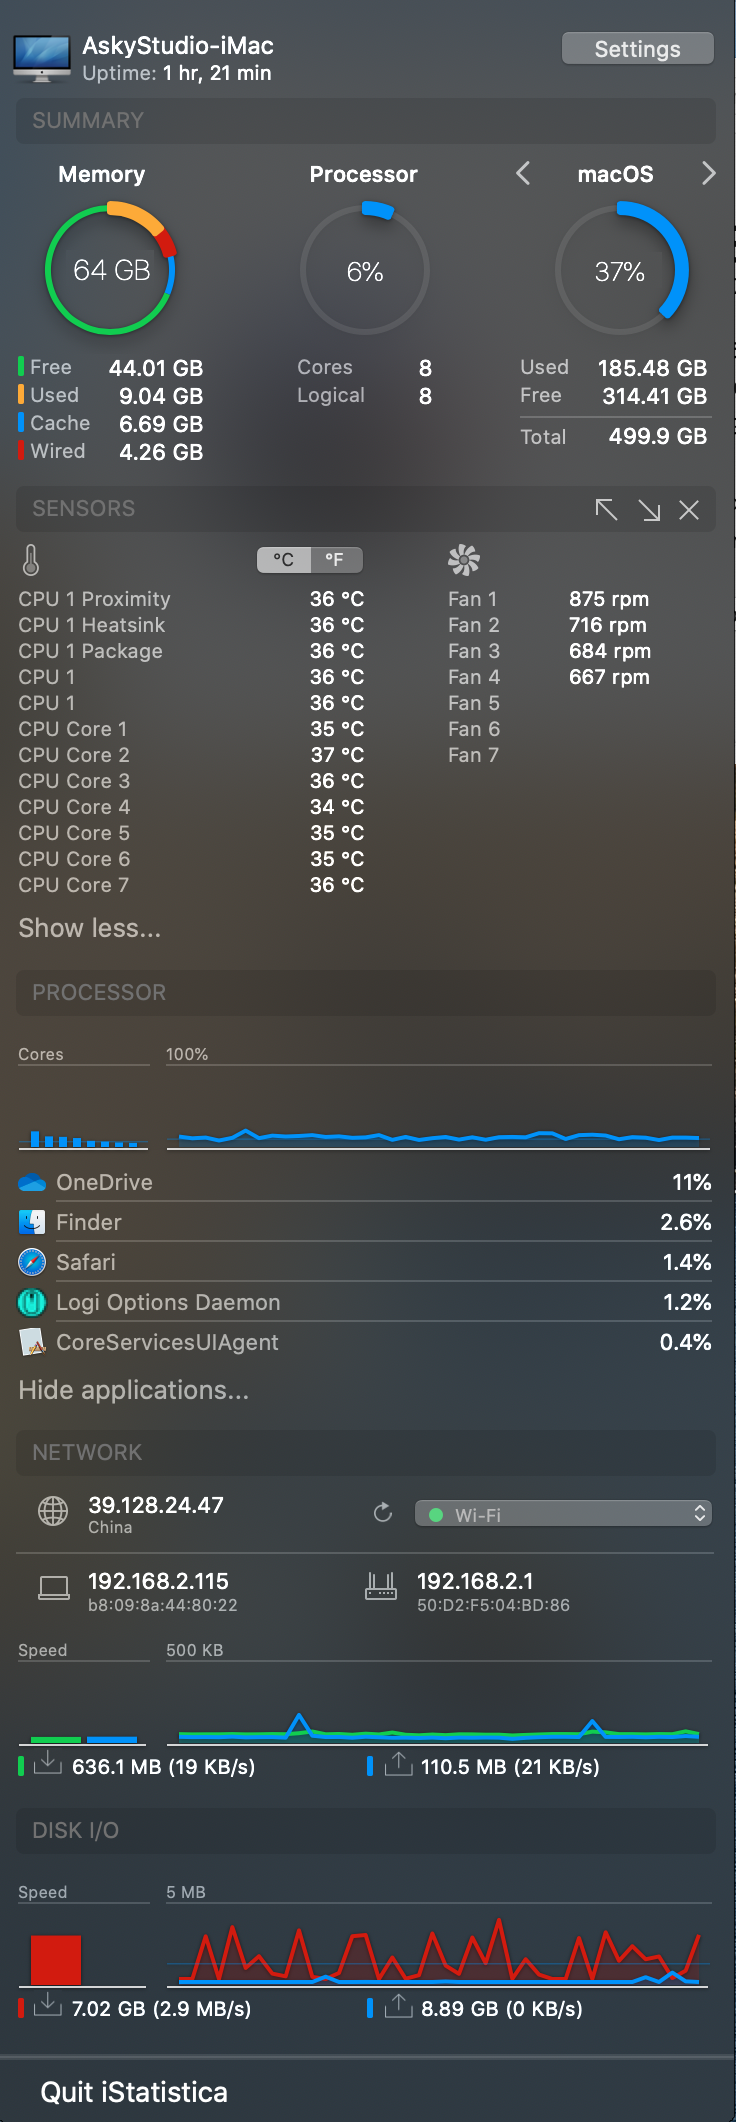 AskyStudio-iMac
Settings
Uptime: 1 hr, 21 min
SUMMARY
Memory
Processor
macOS
64 GB
6%
37%
Free 44.01 GB
Used 9.04 GB
Cache 6.69 GB
Wired 4.26 GB
Cores 8
Logical 8
Used 185.48 GB
Free 314.41 GB
Total 499.9 GB
SENSORS
°C °F
CPU 1 Proximity 36 °C
CPU 1 Heatsink 36 °C
CPU 1 Package 36 °C
CPU 1 36 °C
CPU 1 36 °C
CPU Core 1 35 °C
CPU Core 2 37 °C
CPU Core 3 36 °C
CPU Core 4 34 °C
CPU Core 5 35 °C
CPU Core 6 35 °C
CPU Core 7 36 °C
Fan 1 875 rpm
Fan 2 716 rpm
Fan 3 684 rpm
Fan 4 667 rpm
Fan 5
Fan 6
Fan 7
Show less...
PROCESSOR
Cores 100%
OneDrive 11%
Finder 2.6%
Safari 1.4%
Logi Options Daemon 1.2%
CoreServicesUIAgent 0.4%
Hide applications...
NETWORK
39.128.24.47
China
Wi-Fi
192.168.2.115
b8:09:8a:44:80:22
192.168.2.1
50:D2:F5:04:BD:86
Speed 500 KB
636.1 MB (19 KB/s)
110.5 MB (21 KB/s)
DISK I/O
Speed 5 MB
7.02 GB (2.9 MB/s)
8.89 GB (0 KB/s)
Quit iStatistica